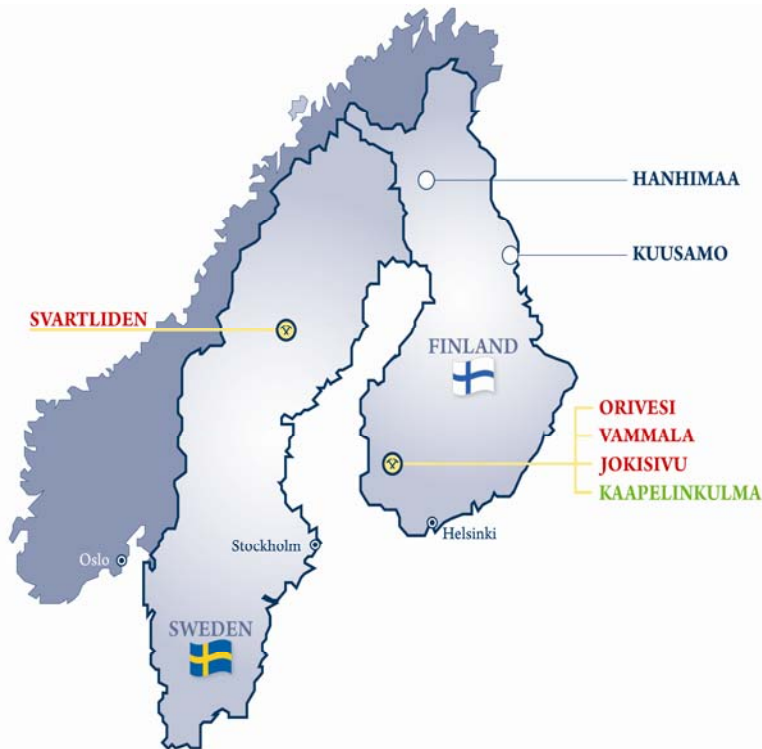 HANHIMAA
KUUSAMO
SVARTLIDEN
FINLAND
ORIVESI
VAMMALA
JOKISIVU
KAAPELINKULMA
Helsinki
Stockholm
Oslo
SWEDEN